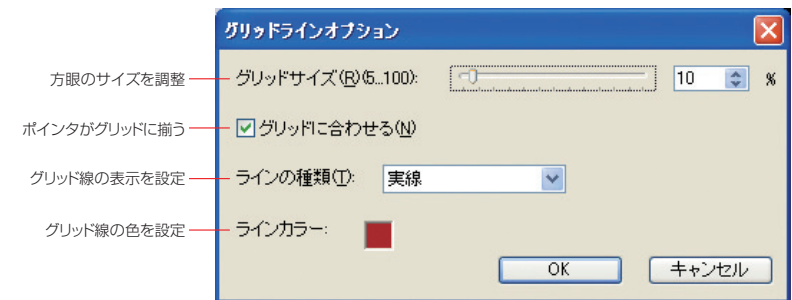 グリッドラインオプション
方眼のサイズを調整
グリッドサイズ(R)(5...100):
10
%
ポインタがグリッドに揃う
グリッドに合わせる(N)
グリッド線の表示を設定
ラインの種類(T):
実線
グリッド線の色を設定
ラインカラー:
OK
キャンセル